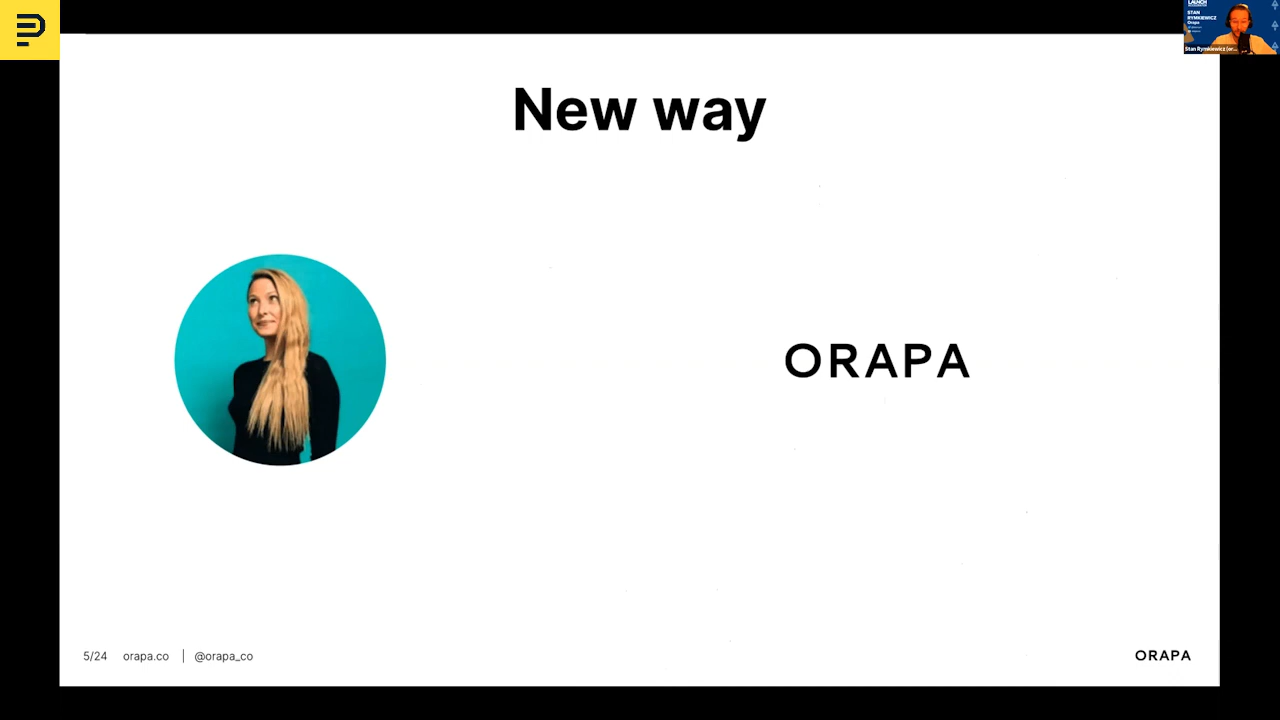 New way
ORAPA
5/24 orapa.co | @orapa_co
ORAPA
LAUNCH
STAN
RYMKIEWICZ
Orapa
Stan Rymkiewicz (or...